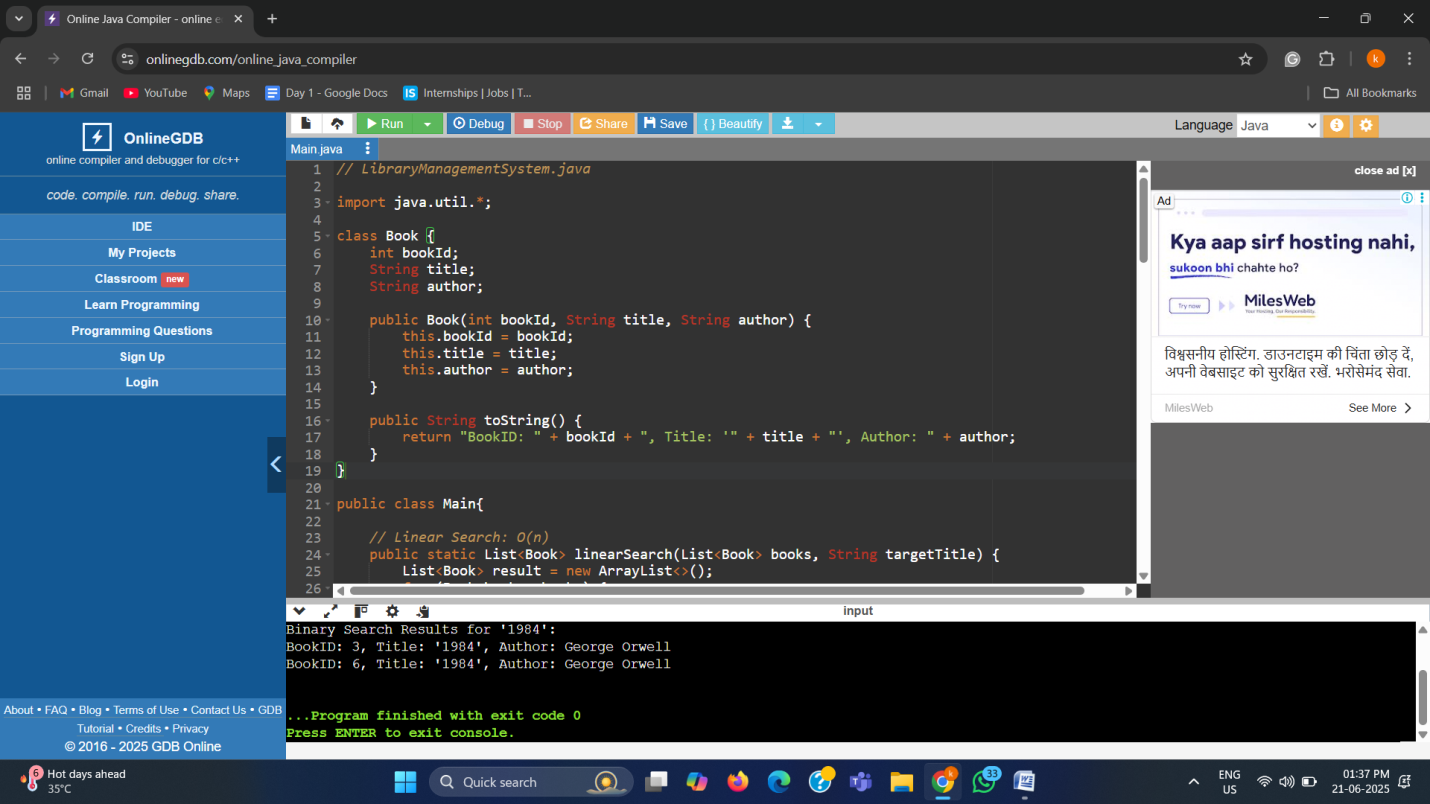 Online Java Compiler - online e
onlinegdb.com/online_java_compiler
k
Gmail
YouTube
Maps
Day 1 - Google Docs
IS Internships | Jobs | T...
All Bookmarks
OnlineGDB
online compiler and debugger for c/c++
code. compile. run. debug. share.
IDE
My Projects
Classroom new
Learn Programming
Programming Questions
Sign Up
Login
About • FAQ • Blog • Terms of Use • Contact Us • GDB
Tutorial • Credits • Privacy
© 2016 - 2025 GDB Online
Run
Debug
Stop
Share
Save
{ } Beautify
Language Java
Main.java
1 // LibraryManagementSystem.java
2
3 import java.util.*;
4
5 class Book {
6 int bookId;
7 String title;
8 String author;
9
10 public Book(int bookId, String title, String author) {
11 this.bookId = bookId;
12 this.title = title;
13 this.author = author;
14 }
15
16 public String toString() {
17 return "BookID: " + bookId + ", Title: '" + title + "', Author: " + author;
18 }
19 }
20
21 public class Main{
22
23 // Linear Search: O(n)
24 public static List<Book> linearSearch(List<Book> books, String targetTitle) {
25 List<Book> result = new ArrayList<>();
26
close ad [x]
Ad
Kya aap sirf hosting nahi,
sukoon bhi chahte ho?
Try now
MilesWeb
Your Hosting, Our Responsibility.
विश्वसनीय होस्टिंग. डाउनटाइम की चिंता छोड़ दें,
अपनी वेबसाइट को सुरक्षित रखें. भरोसेमंद सेवा.
MilesWeb
See More
input
Binary Search Results for '1984':
BookID: 3, Title: '1984', Author: George Orwell
BookID: 6, Title: '1984', Author: George Orwell
...Program finished with exit code 0
Press ENTER to exit console.
6
Hot days ahead
35°C
Quick search
k
33
ENG
US
01:37 PM
21-06-2025